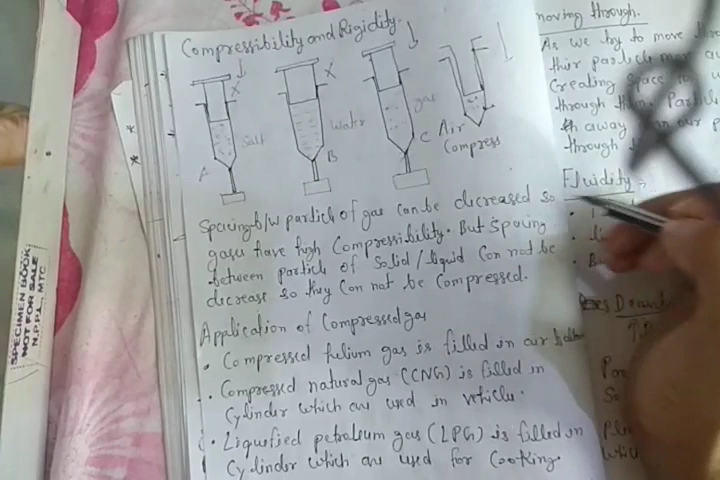 Compressibility and Rigidity.
X
X
Salt
Water
gas
A
B
C
Air
Compress
Spacing b/w particle of gas can be decreased so
gases have high Compressibility. But spacing
between particle of Solid/liquid Can not be
decrease so they Can not be Compressed.
Application of Compressed gas
• Compressed helium gas is filled in air
• Compressed natural gas (CNG) is filled in
Cylinder which are used in vehicle.
• Liquefied petroleum gas (LPG) is filled in
Cylinder which are used for Cooking.
moving through.
As we try to move
Creating Space
through
away
through
Fluidity
SPECIMEN BOOK
NOT FOR SALE
N.P.P.L., MTC